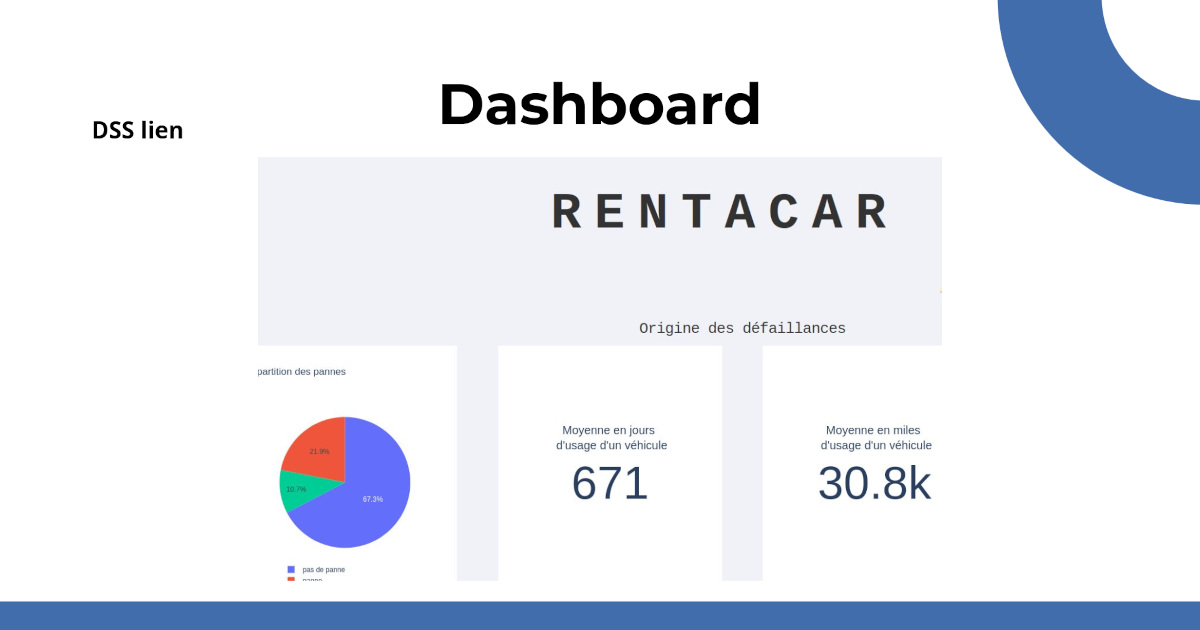 Dashboard
DSS lien
RENTACAR
Origine des défaillances
partition des pannes
21.9%
10.7%
67.3%
pas de panne
Moyenne en jours
d'usage d'un véhicule
671
Moyenne en miles
d'usage d'un véhicule
30.8k